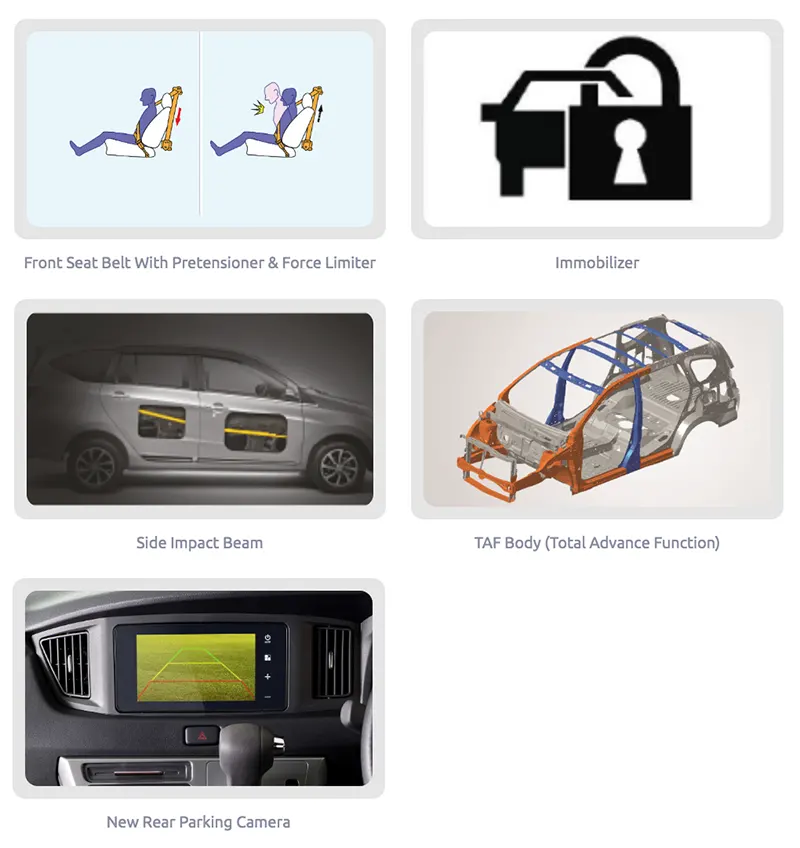 Front Seat Belt With Pretensioner & Force Limiter
Immobilizer
Side Impact Beam
TAF Body (Total Advance Function)
New Rear Parking Camera